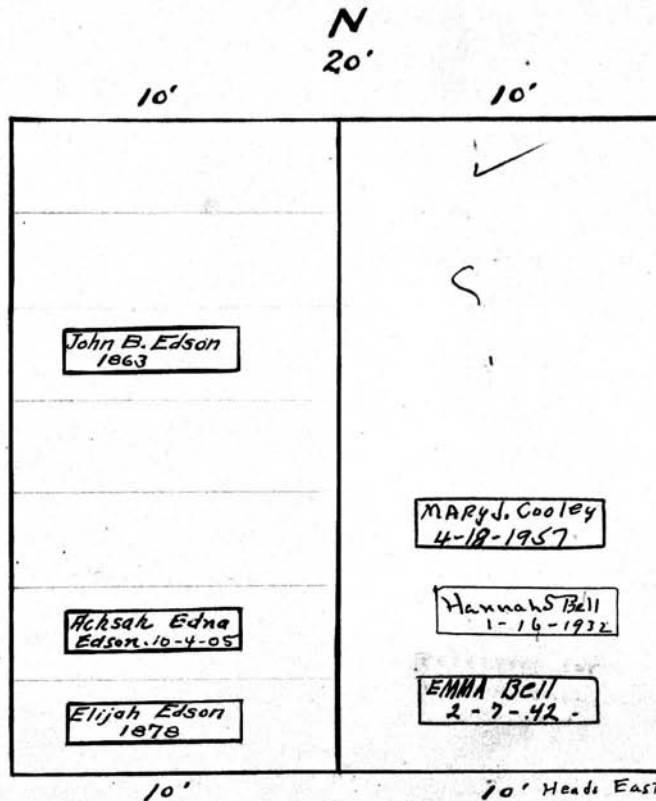 N
20'
10'
10'
John B. Edson
1863
MARY J. Cooley
4-18-1957
Achsah Edna
Edson. 10-4-05
Hannah S Bell
1-16-1932
Elijah Edson
1878
EMMA Bell
2-7-42.
10'
10' Heads East